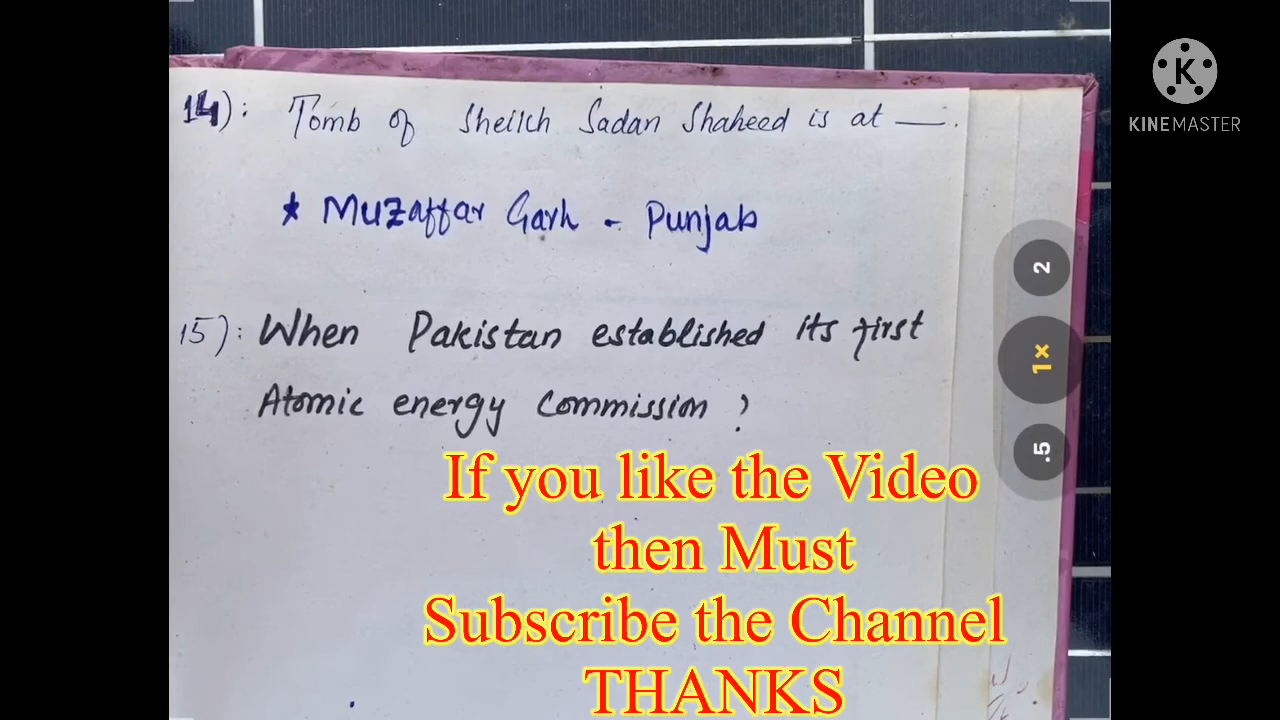 14): Tomb of Sheikh Sadan Shaheed is at __.
* Muzaffar Garh - Punjab
15): When Pakistan established its first
Atomic energy commission ?
If you like the Video
then Must
Subscribe the Channel
THANKS
K
KINEMASTER
2
1×
.5